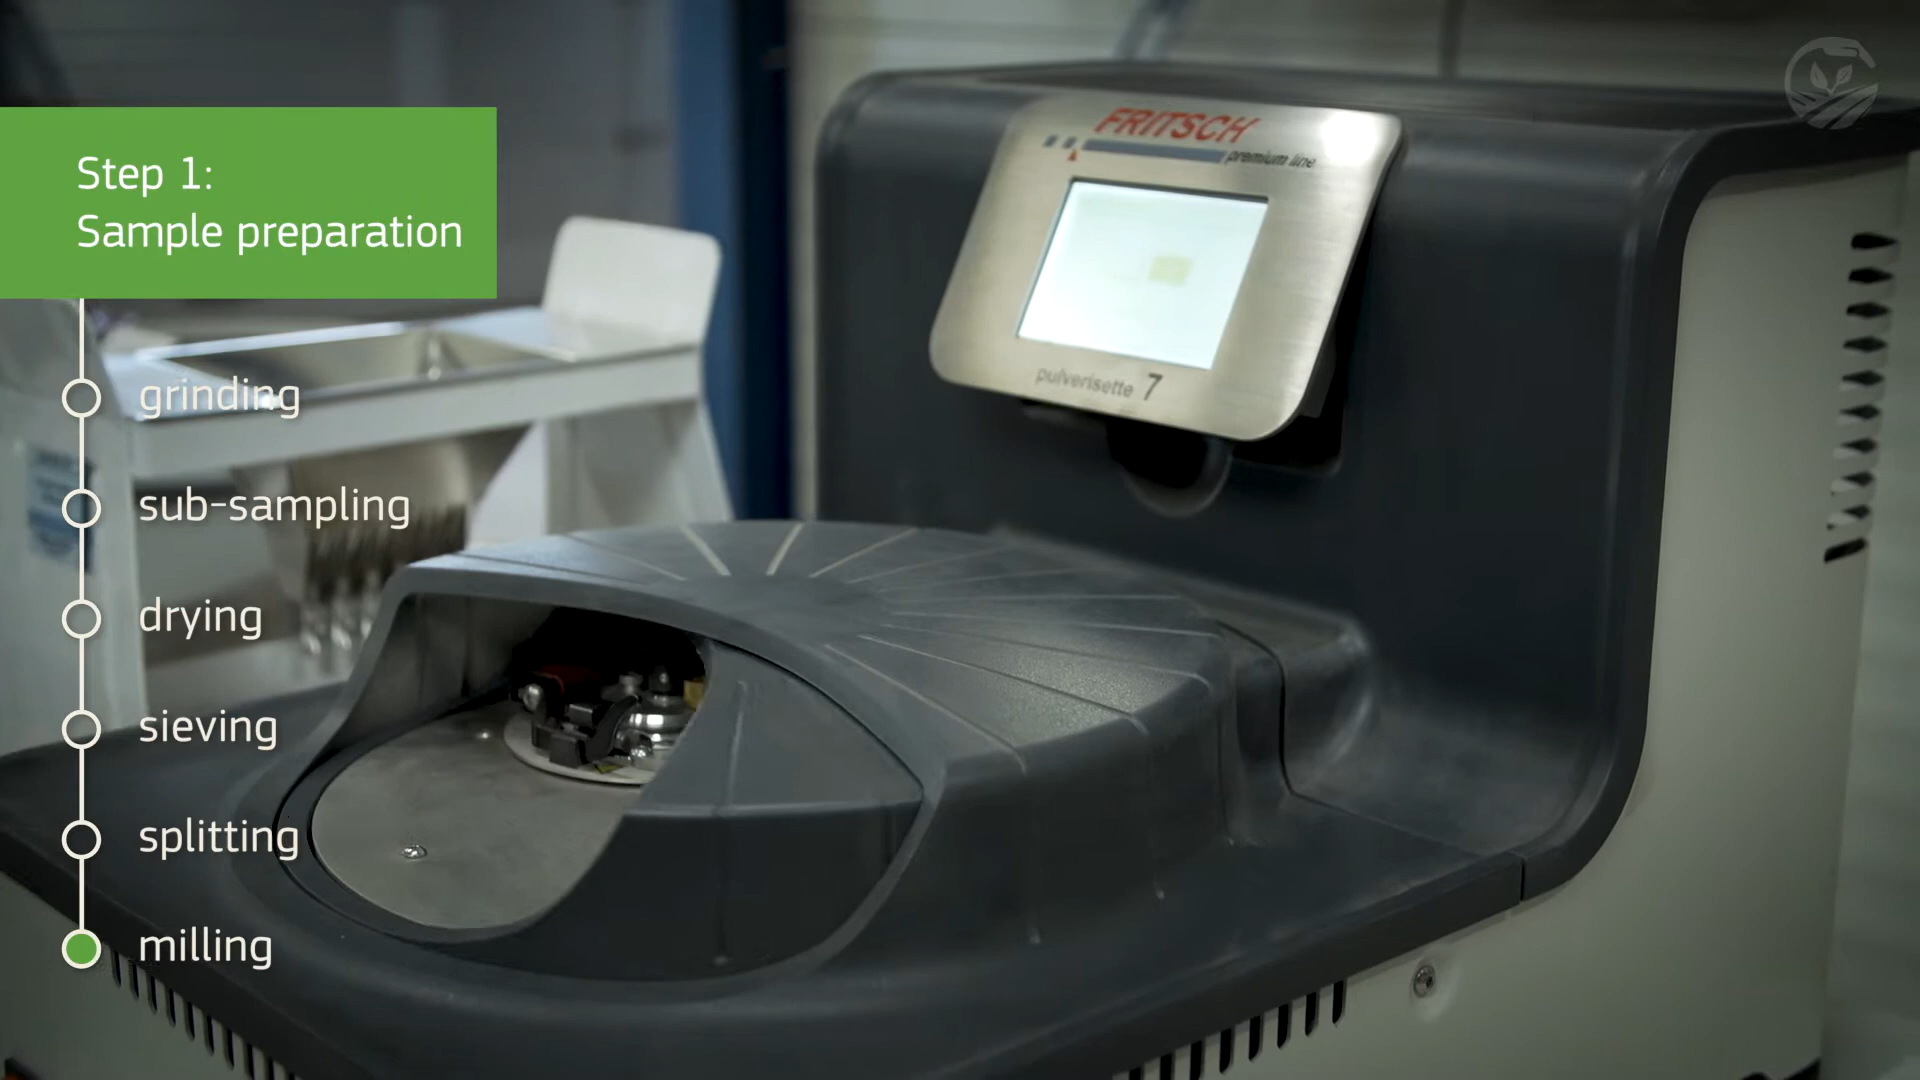 Step 1:
Sample preparation
grinding
sub-sampling
drying
sieving
splitting
milling
FRITSCH
premium line
pulverisette 7